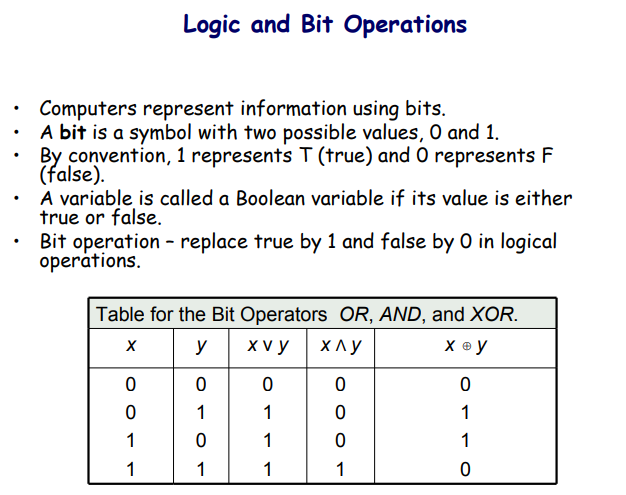 Logic and Bit Operations
• Computers represent information using bits.
• A bit is a symbol with two possible values, 0 and 1.
• By convention, 1 represents T (true) and 0 represents F
(false).
• A variable is called a Boolean variable if its value is either
true or false.
• Bit operation – replace true by 1 and false by 0 in logical
operations.
Table for the Bit Operators OR, AND, and XOR.
x y x ∨ y x ∧ y x ⊕ y
0 0 0 0 0
0 1 1 0 1
1 0 1 0 1
1 1 1 1 0